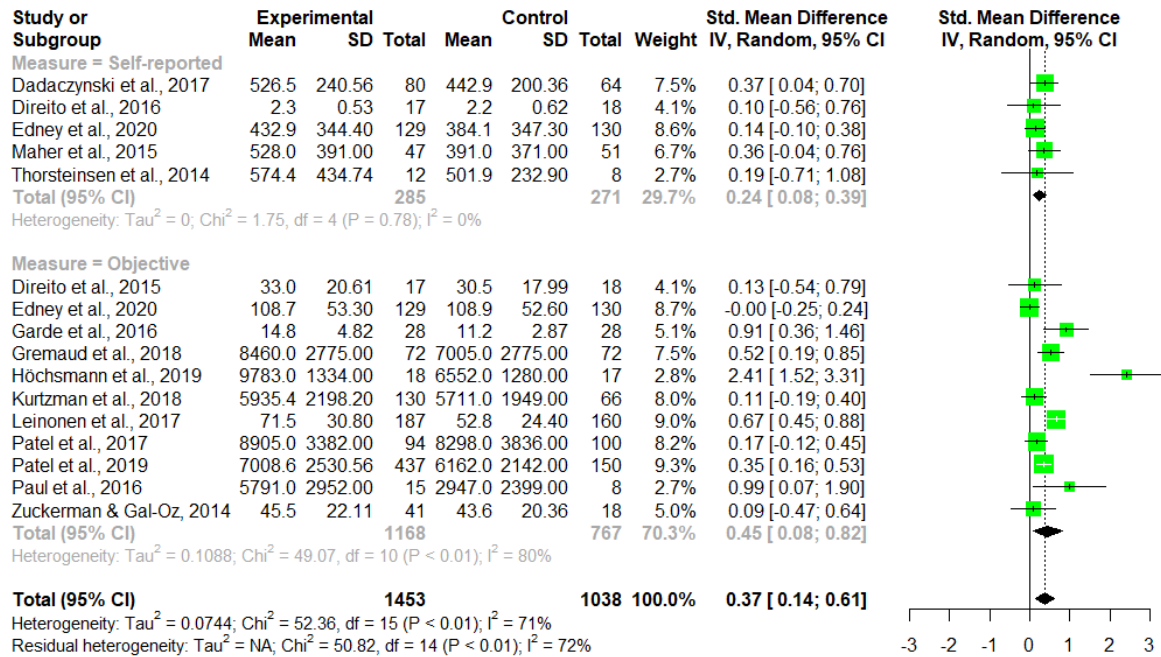 Study or Experimental Control Std. Mean Difference Std. Mean Difference
Subgroup Mean SD Total Mean SD Total Weight IV, Random, 95% CI IV, Random, 95% CI
Measure = Self-reported
Dadaczynski et al., 2017 526.5 240.56 80 442.9 200.36 64 7.5% 0.37 [ 0.04; 0.70]
Direito et al., 2016 2.3 0.53 17 2.2 0.62 18 4.1% 0.10 [-0.56; 0.76]
Edney et al., 2020 432.9 344.40 129 384.1 347.30 130 8.6% 0.14 [-0.10; 0.38]
Maher et al., 2015 528.0 391.00 47 391.0 371.00 51 6.7% 0.36 [-0.04; 0.76]
Thorsteinsen et al., 2014 574.4 434.74 12 501.9 232.90 8 2.7% 0.19 [-0.71; 1.08]
Total (95% CI) 285 271 29.7% 0.24 [ 0.08; 0.39]
Heterogeneity: Tau² = 0; Chi² = 1.75, df = 4 (P = 0.78); I² = 0%
Measure = Objective
Direito et al., 2015 33.0 20.61 17 30.5 17.99 18 4.1% 0.13 [-0.54; 0.79]
Edney et al., 2020 108.7 53.30 129 108.9 52.60 130 8.7% -0.00 [-0.25; 0.24]
Garde et al., 2016 14.8 4.82 28 11.2 2.87 28 5.1% 0.91 [ 0.36; 1.46]
Gremaud et al., 2018 8460.0 2775.00 72 7005.0 2775.00 72 7.5% 0.52 [ 0.19; 0.85]
Höchsmann et al., 2019 9783.0 1334.00 18 6552.0 1280.00 17 2.8% 2.41 [ 1.52; 3.31]
Kurtzman et al., 2018 5935.4 2198.20 130 5711.0 1949.00 66 8.0% 0.11 [-0.19; 0.40]
Leinonen et al., 2017 71.5 30.80 187 52.8 24.40 160 9.0% 0.67 [ 0.45; 0.88]
Patel et al., 2017 8905.0 3382.00 94 8298.0 3836.00 100 8.2% 0.17 [-0.12; 0.45]
Patel et al., 2019 7008.6 2530.56 437 6162.0 2142.00 150 9.3% 0.35 [ 0.16; 0.53]
Paul et al., 2016 5791.0 2952.00 15 2947.0 2399.00 8 2.7% 0.99 [ 0.07; 1.90]
Zuckerman & Gal-Oz, 2014 45.5 22.11 41 43.6 20.36 18 5.0% 0.09 [-0.47; 0.64]
Total (95% CI) 1168 767 70.3% 0.45 [ 0.08; 0.82]
Heterogeneity: Tau² = 0.1088; Chi² = 49.07, df = 10 (P < 0.01); I² = 80%
Total (95% CI) 1453 1038 100.0% 0.37 [ 0.14; 0.61]
Heterogeneity: Tau² = 0.0744; Chi² = 52.36, df = 15 (P < 0.01); I² = 71%
Residual heterogeneity: Tau² = NA; Chi² = 50.82, df = 14 (P < 0.01); I² = 72%
-3 -2 -1 0 1 2 3